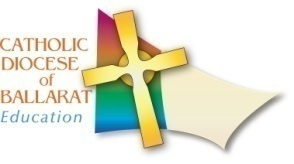 CATHOLIC
DIOCESE
of
BALLARAT
Education